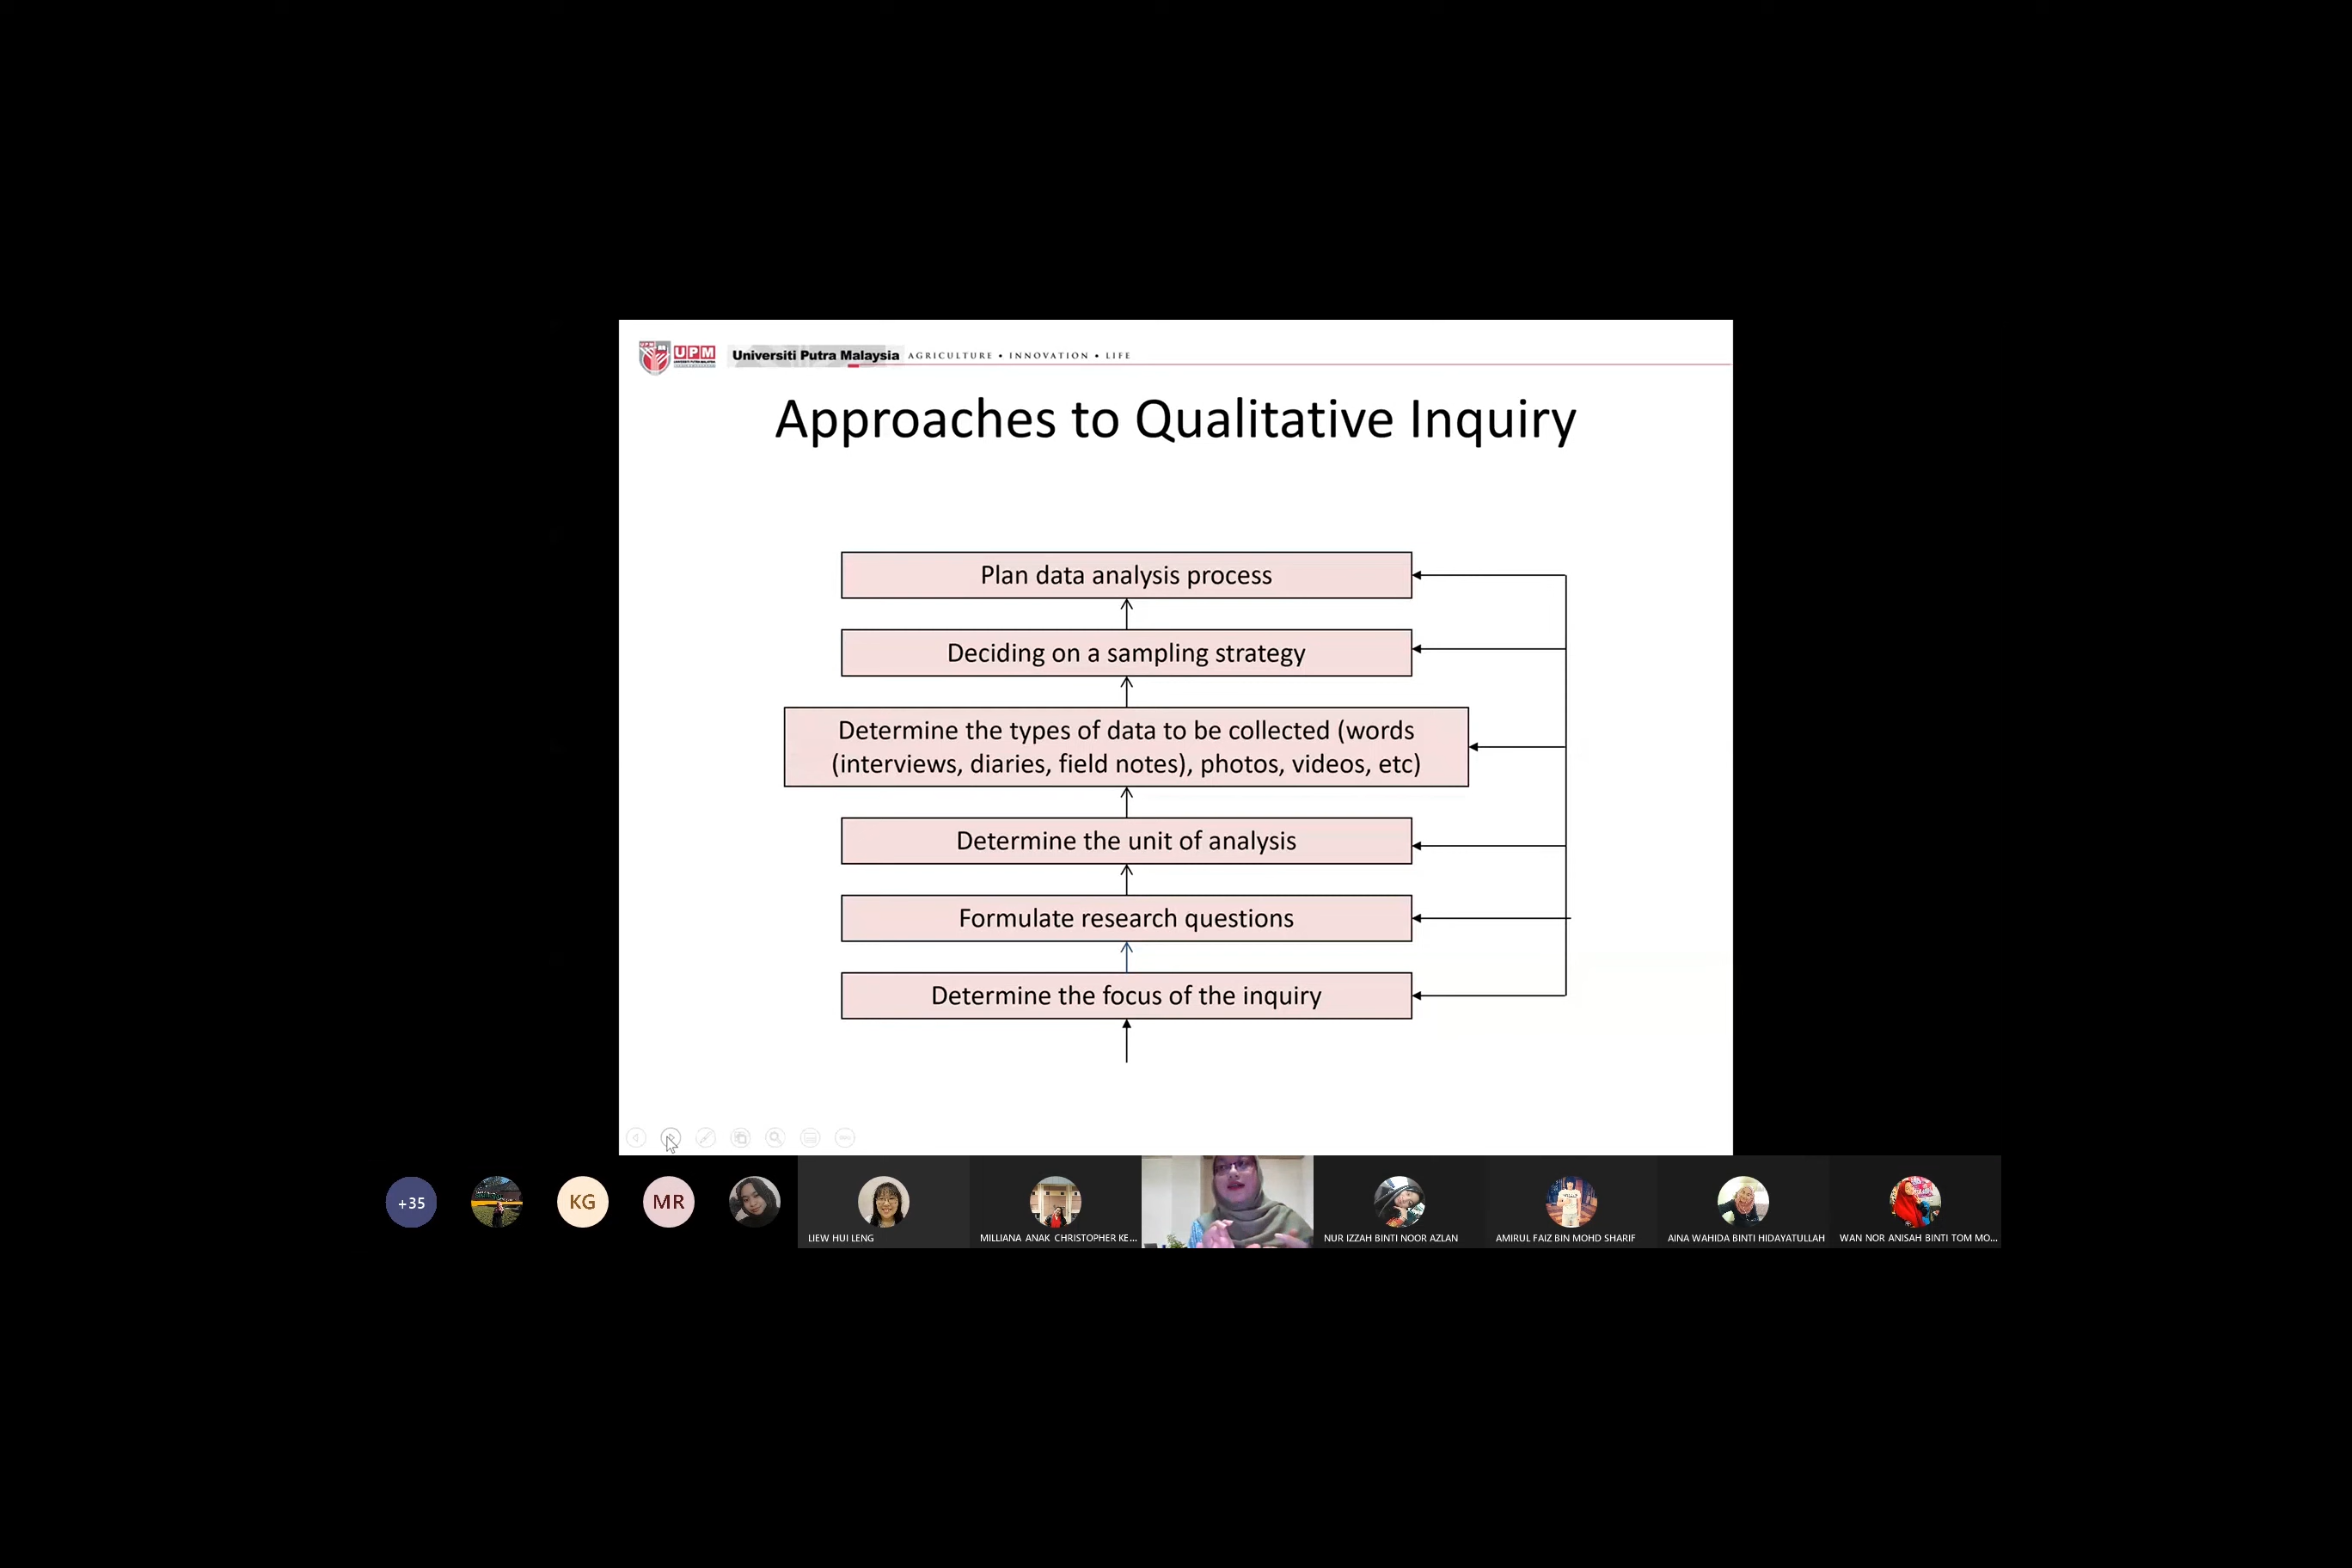 UPM
Universiti Putra Malaysia AGRICULTURE • INNOVATION • LIFE
Approaches to Qualitative Inquiry
Plan data analysis process
Deciding on a sampling strategy
Determine the types of data to be collected (words
(interviews, diaries, field notes), photos, videos, etc)
Determine the unit of analysis
Formulate research questions
Determine the focus of the inquiry
+35
KG
MR
LIEW HUI LENG
MILLIANA ANAK CHRISTOPHER KE...
NUR IZZAH BINTI NOOR AZLAN
AMIRUL FAIZ BIN MOHD SHARIF
AINA WAHIDA BINTI HIDAYATULLAH
WAN NOR ANISAH BINTI TOM MO...